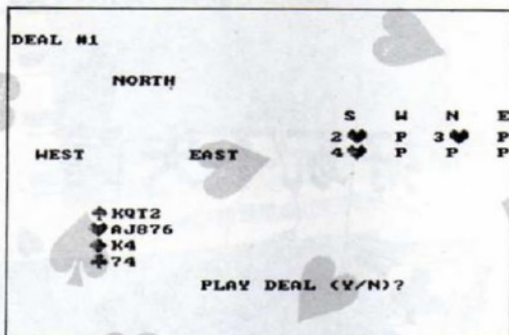 DEAL #1
NORTH
S W N E
2♥ P 3♥ P
WEST EAST 4♥ P P P
♠KQT2
♥AJ876
♦K4
♣74
PLAY DEAL (Y/N)?